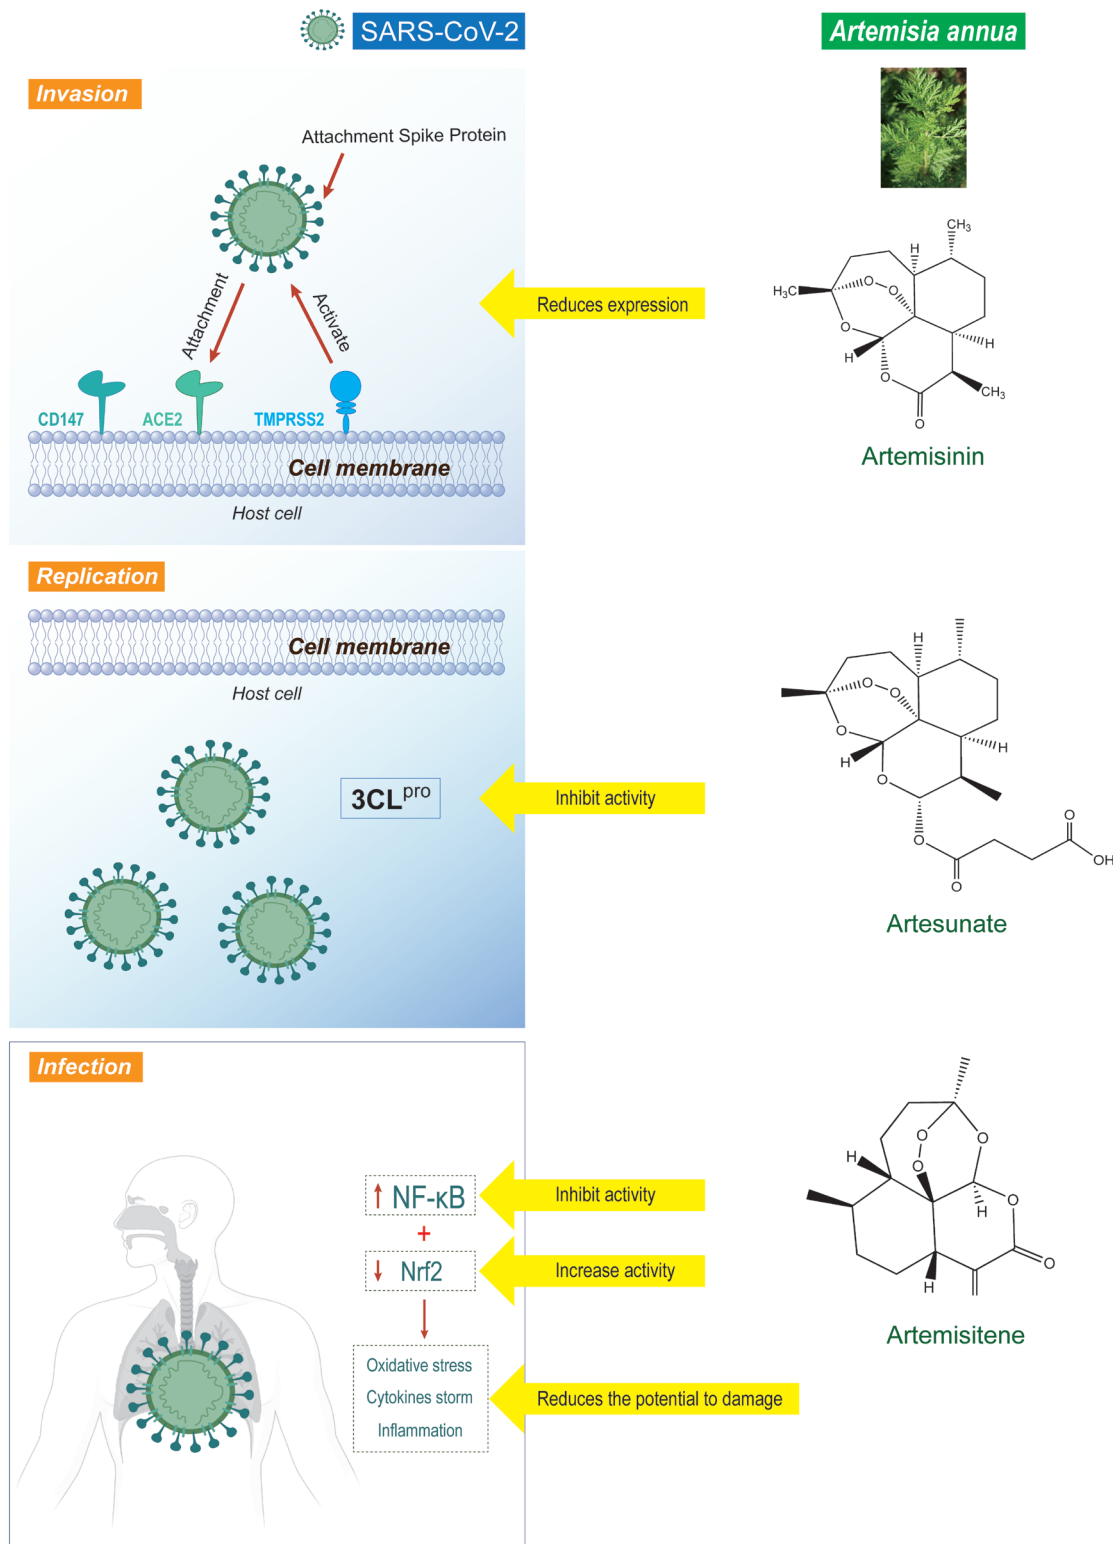 SARS-CoV-2
Artemisia annua
Invasion
Attachment Spike Protein
Attachment
Activate
CD147
ACE2
TMPRSS2
Cell membrane
Host cell
Reduces expression
CH₃
H
H₃C
O
O
O
H
H
O
CH₃
O
Artemisinin
Replication
Cell membrane
Host cell
3CLᵖʳᵒ
Inhibit activity
H
O
O
O
H
H
O
O
O
O
OH
Artesunate
Infection
↑ NF-κB
+
↓ Nrf2
Oxidative stress
Cytokines storm
Inflammation
Inhibit activity
Increase activity
Reduces the potential to damage
O
O
O
H
H
O
O
H
Artemisitene